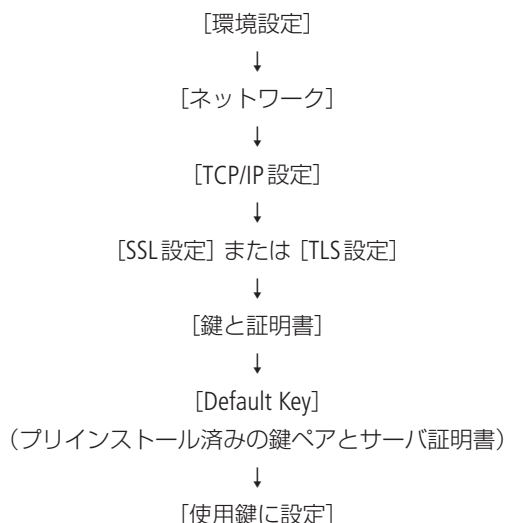 [環境設定]
↓
[ネットワーク]
↓
[TCP/IP設定]
↓
[SSL設定] または [TLS設定]
↓
[鍵と証明書]
↓
[Default Key]
（プリインストール済みの鍵ペアとサーバ証明書）
↓
[使用鍵に設定]